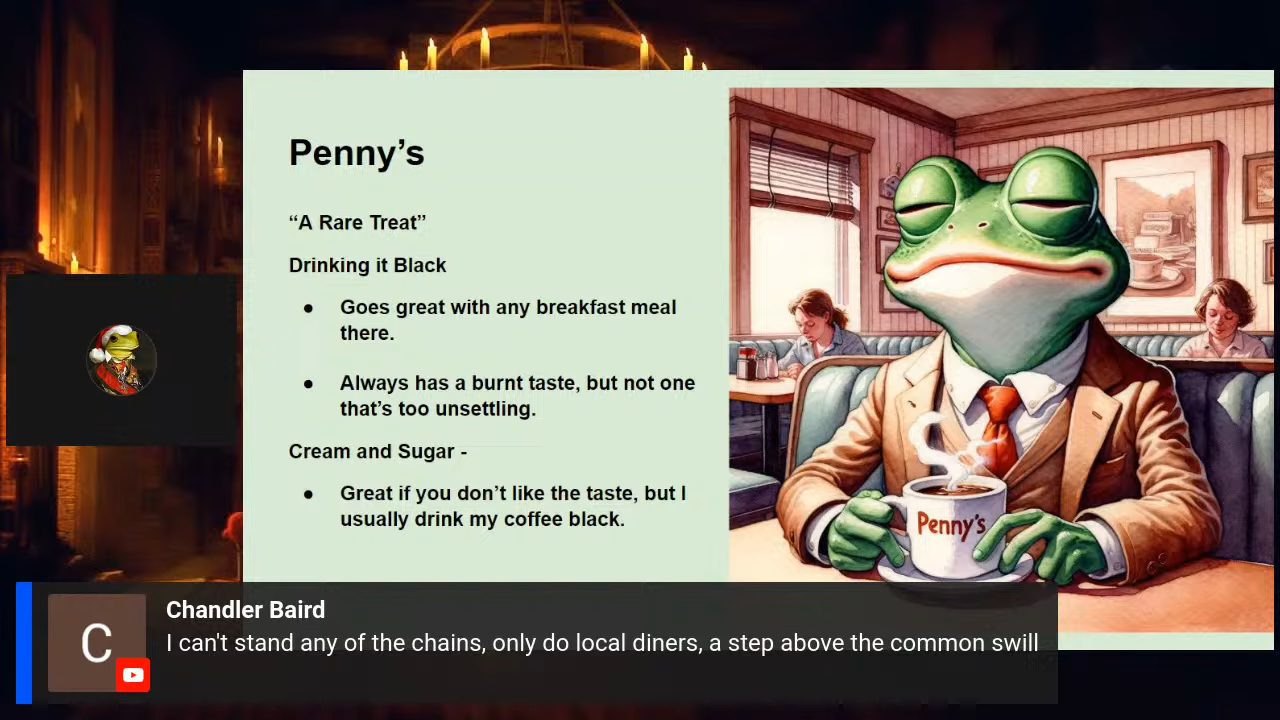 Penny’s
“A Rare Treat”
Drinking it Black
● Goes great with any breakfast meal
there.
● Always has a burnt taste, but not one
that’s too unsettling.
Cream and Sugar -
● Great if you don’t like the taste, but I
usually drink my coffee black.
Penny's
C
Chandler Baird
I can't stand any of the chains, only do local diners, a step above the common swill